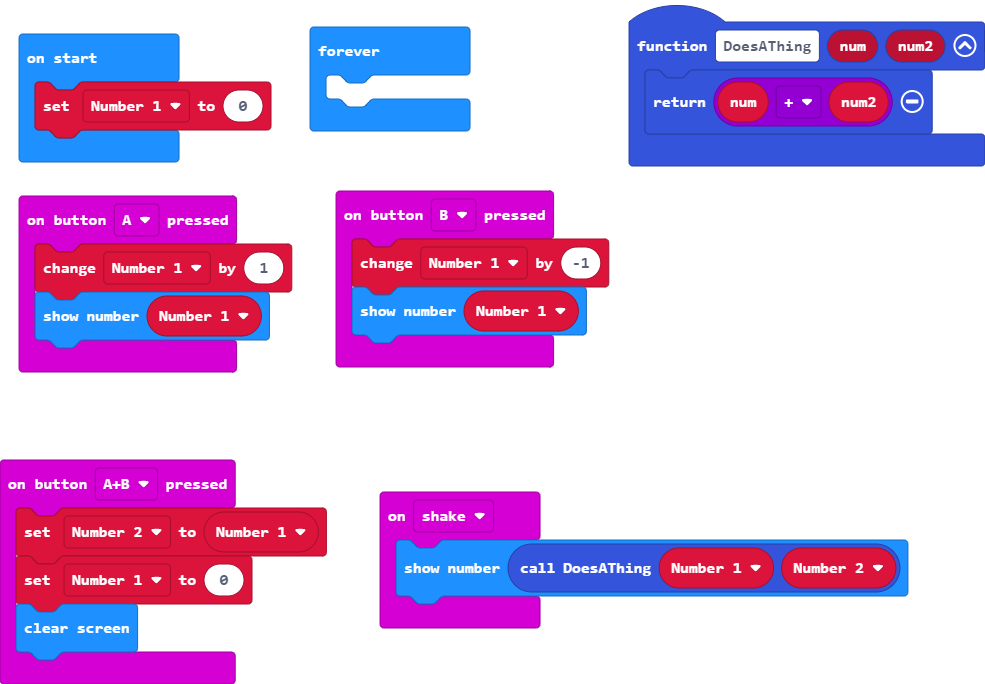 on start
set Number 1 to 0
forever
function DoesAThing num num2
return num + num2
on button A pressed
change Number 1 by 1
show number Number 1
on button B pressed
change Number 1 by -1
show number Number 1
on button A+B pressed
set Number 2 to Number 1
set Number 1 to 0
clear screen
on shake
show number call DoesAThing Number 1 Number 2